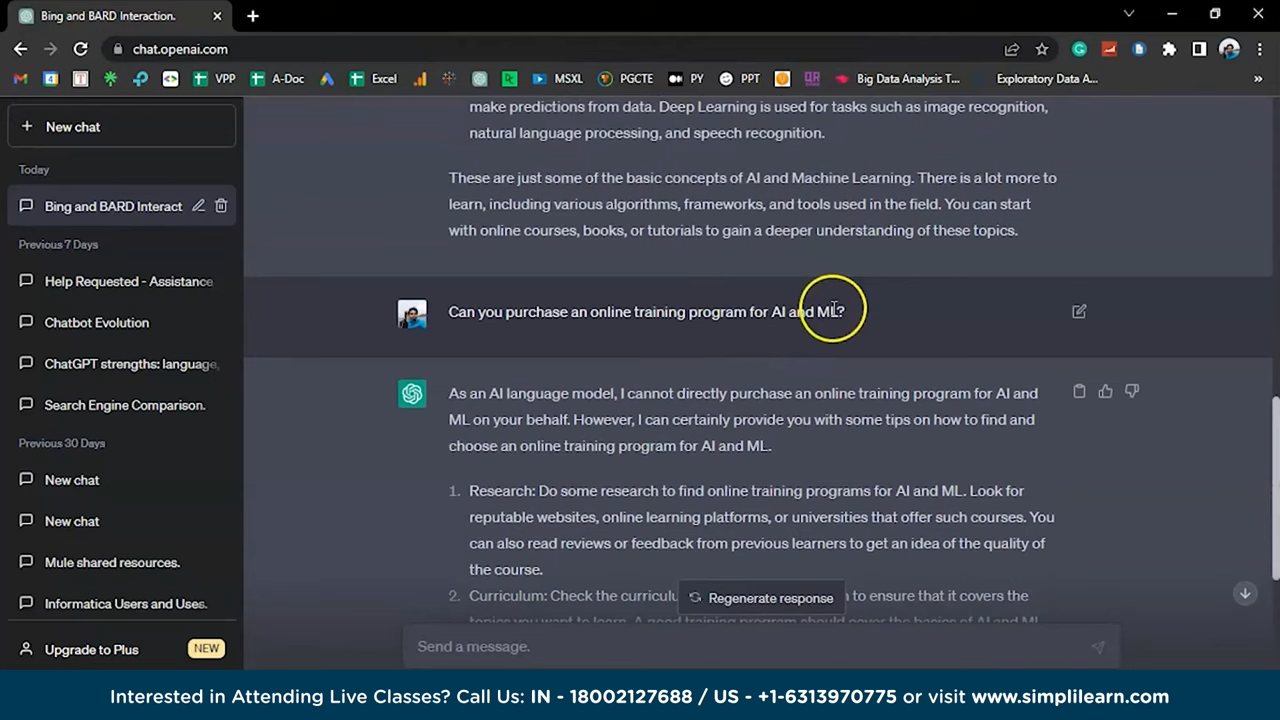 Bing and BARD Interaction.
chat.openai.com
VPP
A-Doc
Excel
MSXL
PGCTE
PY
PPT
Big Data Analysis T...
Exploratory Data A...
New chat
Today
Bing and BARD Interact
Previous 7 Days
Help Requested - Assistance
Chatbot Evolution
ChatGPT strengths: language,
Search Engine Comparison.
Previous 30 Days
New chat
New chat
Mule shared resources.
Informatica Users and Uses.
Upgrade to Plus
NEW
make predictions from data. Deep Learning is used for tasks such as image recognition,
natural language processing, and speech recognition.
These are just some of the basic concepts of AI and Machine Learning. There is a lot more to
learn, including various algorithms, frameworks, and tools used in the field. You can start
with online courses, books, or tutorials to gain a deeper understanding of these topics.
Can you purchase an online training program for AI and ML?
As an AI language model, I cannot directly purchase an online training program for AI and
ML on your behalf. However, I can certainly provide you with some tips on how to find and
choose an online training program for AI and ML.
1. Research: Do some research to find online training programs for AI and ML. Look for
reputable websites, online learning platforms, or universities that offer such courses. You
can also read reviews or feedback from previous learners to get an idea of the quality of
the course.
2. Curriculum: Check the curriculu
to ensure that it covers the
Regenerate response
Send a message.
Interested in Attending Live Classes? Call Us: IN - 18002127688 / US - +1-6313970775 or visit www.simplilearn.com